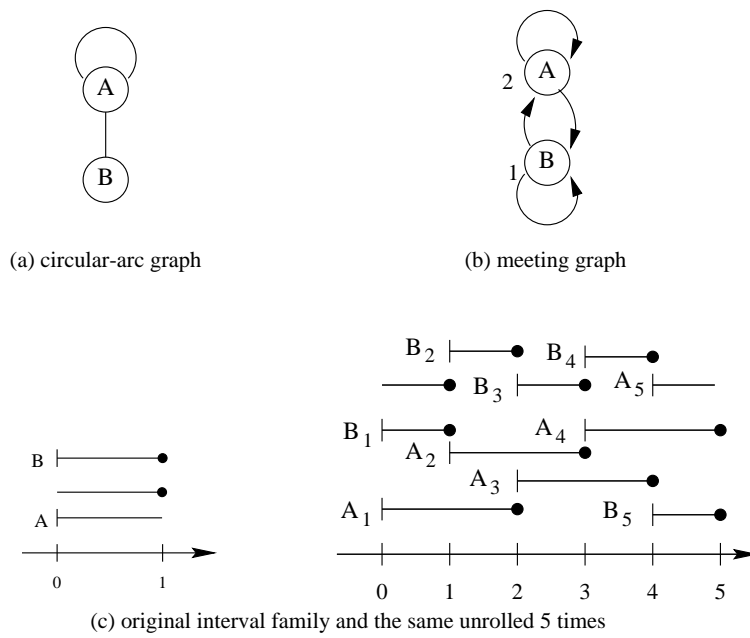 A
B
(a) circular-arc graph
A
2
B
1
(b) meeting graph
B
A
0 1
B2 B4
B3 A5
B1 A4
A2
A3
A1 B5
0 1 2 3 4 5
(c) original interval family and the same unrolled 5 times